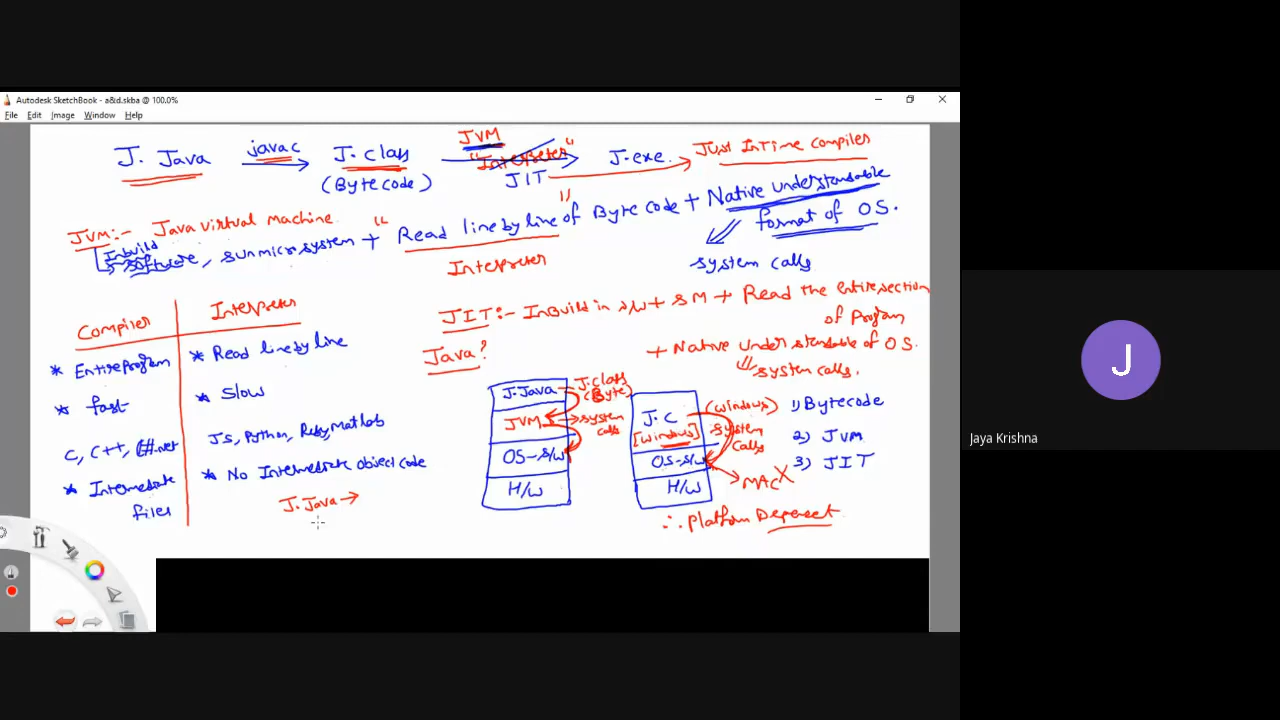 Autodesk SketchBook - a&id.skba @ 100.0%
File Edit Image Window Help
J. Java javac J. class JVM "Interpreter" JIT J.exe. Just InTime compiler
(Byte code)
JVM:- Java virtual machine. " Read line by line " of Byte code + Native understandable format of OS.
Inbuild software, sunmicrosystem +
Interpreter
system calls
Compiler Interpreter
* Entire program * Read line by line
* fast * Slow
C, C++, C#.net JS, Python, Ruby, Matlab
* Intermediate files * No Intermediate object code
J. Java →
JIT:- InBuild in s/w + SM + Read the entire section of Program
+ Native Understandable of OS.
system calls.
Java?
J. Java J. Class (Byte)
JVM → system calls
OS-S/W
H/W
J. C (windows)
[windows] system calls
OS-S/W
H/W
MAC X
∴ Platform Dependent
1) Bytecode
2) JVM
3) JIT
J
Jaya Krishna